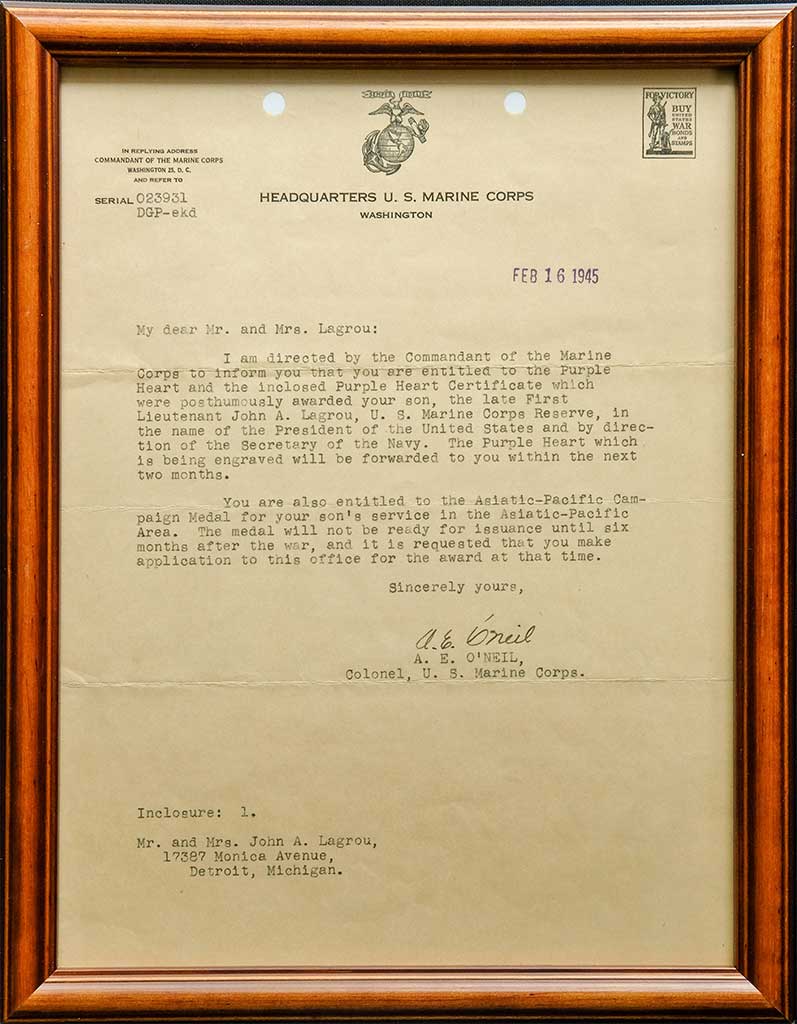 FOR VICTORY
BUY
UNITED
STATES
WAR
BONDS
AND
STAMPS
IN REPLYING ADDRESS
COMMANDANT OF THE MARINE CORPS
WASHINGTON 25, D. C.
AND REFER TO
SERIAL 023931
DGP-ekd
HEADQUARTERS U. S. MARINE CORPS
WASHINGTON
FEB 16 1945
My dear Mr. and Mrs. Lagrou:
I am directed by the Commandant of the Marine
Corps to inform you that you are entitled to the Purple
Heart and the inclosed Purple Heart Certificate which
were posthumously awarded your son, the late First
Lieutenant John A. Lagrou, U. S. Marine Corps Reserve, in
the name of the President of the United States and by direc-
tion of the Secretary of the Navy. The Purple Heart which
is being engraved will be forwarded to you within the next
two months.
You are also entitled to the Asiatic-Pacific Cam-
paign Medal for your son's service in the Asiatic-Pacific
Area. The medal will not be ready for issuance until six
months after the war, and it is requested that you make
application to this office for the award at that time.
Sincerely yours,
A. E. O'Neil
A. E. O'NEIL,
Colonel, U. S. Marine Corps.
Inclosure: 1.
Mr. and Mrs. John A. Lagrou,
17387 Monica Avenue,
Detroit, Michigan.